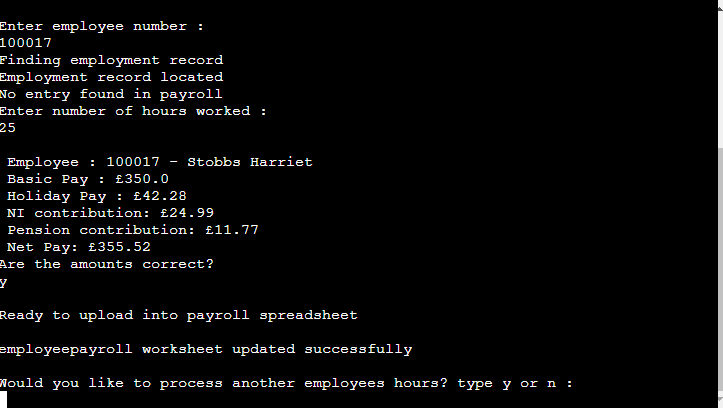 Enter employee number :
100017
Finding employment record
Employment record located
No entry found in payroll
Enter number of hours worked :
25
Employee : 100017 - Stobbs Harriet
Basic Pay : £350.0
Holiday Pay : £42.28
NI contribution: £24.99
Pension contribution: £11.77
Net Pay: £355.52
Are the amounts correct?
y
Ready to upload into payroll spreadsheet
employeepayroll worksheet updated successfully
Would you like to process another employees hours? type y or n :